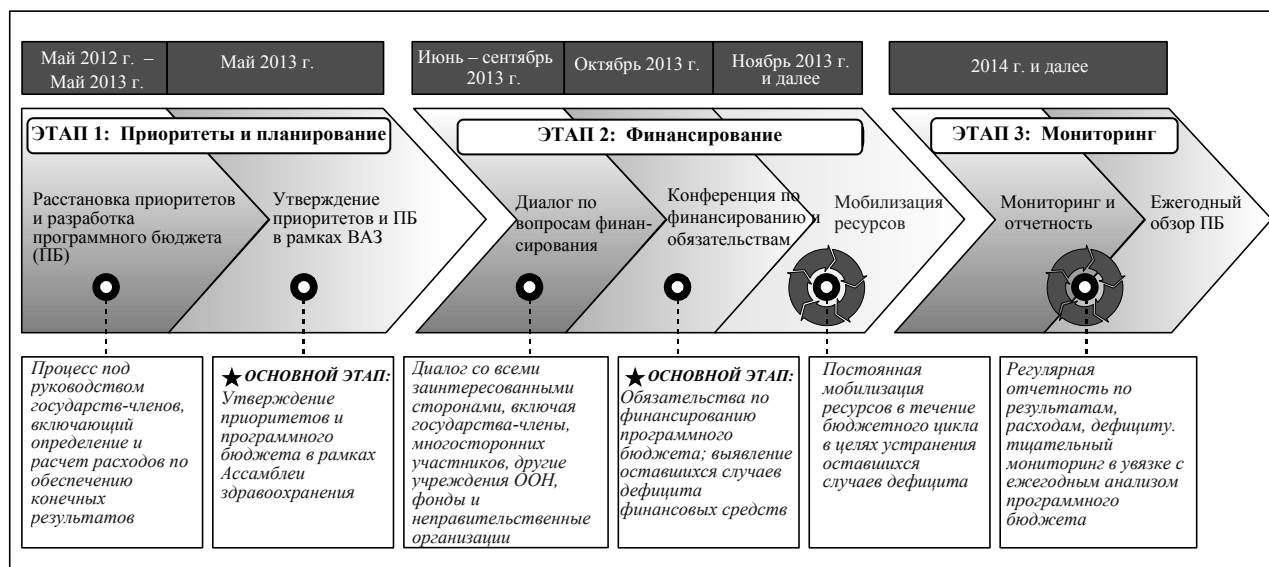 Май 2012 г. –
Май 2013 г.
Май 2013 г.
Июнь – сентябрь
2013 г.
Октябрь 2013 г.
Ноябрь 2013 г.
и далее
2014 г. и далее
ЭТАП 1: Приоритеты и планирование
ЭТАП 2: Финансирование
ЭТАП 3: Мониторинг
Расстановка приоритетов
и разработка
программного бюджета
(ПБ)
Утверждение
приоритетов и ПБ
в рамках ВАЗ
Диалог по
вопросам финан-
сирования
Конференция по
финансированию и
обязательствам
Мобилизация
ресурсов
Мониторинг и
отчетность
Ежегодный
обзор ПБ
Процесс под
руководством
государств-членов,
включающий
определение и
расчет расходов по
обеспечению
конечных
результатов
★ ОСНОВНОЙ ЭТАП:
Утверждение
приоритетов и
программного
бюджета в рамках
Ассамблеи
здравоохранения
Диалог со всеми
заинтересованными
сторонами, включая
государства-члены,
многосторонних
участников, другие
учреждения ООН,
фонды и
неправительственные
организации
★ ОСНОВНОЙ ЭТАП:
Обязательства по
финансированию
программного
бюджета; выявление
оставшихся случаев
дефицита
финансовых средств
Постоянная
мобилизация
ресурсов в течение
бюджетного цикла
в целях устранения
оставшихся
случаев дефицита
Регулярная
отчетность по
результатам,
расходам, дефициту.
тщательный
мониторинг в увязке с
ежегодным анализом
программного
бюджета